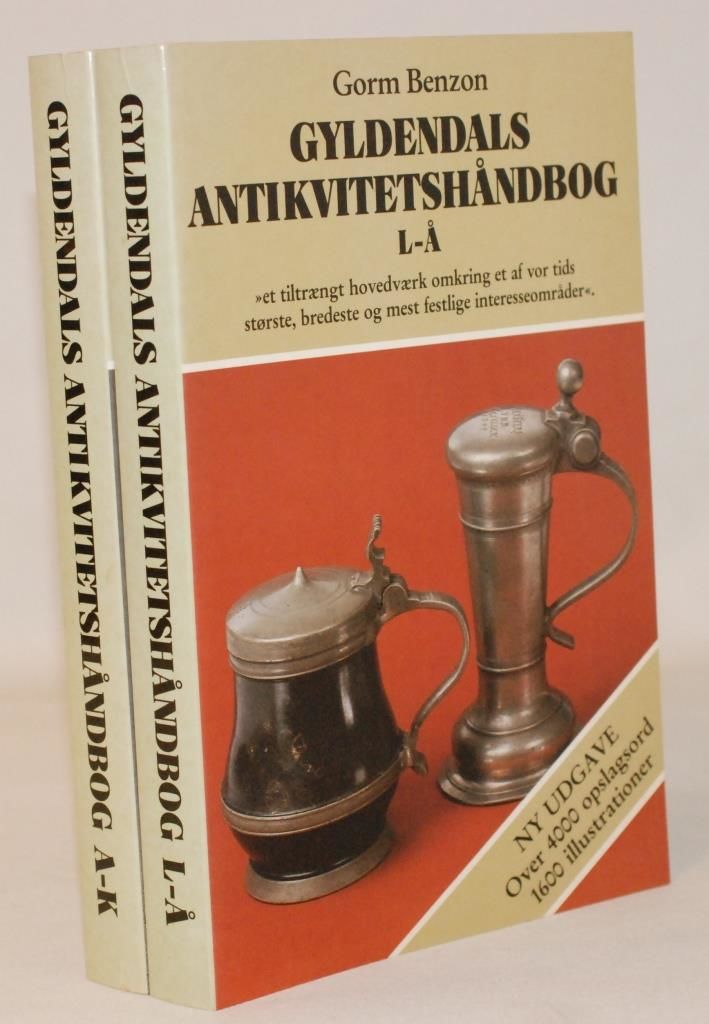 GYLDENDALS ANTIKVITETSHÅNDBOG A-K
GYLDENDALS ANTIKVITETSHÅNDBOG L-Å
Gorm Benzon
GYLDENDALS
ANTIKVITETSHÅNDBOG
L-Å
»et tiltrængt hovedværk omkring et af vor tids
største, bredeste og mest festlige interesseområder«.
NY UDGAVE
Over 4000 opslagsord
1600 illustrationer